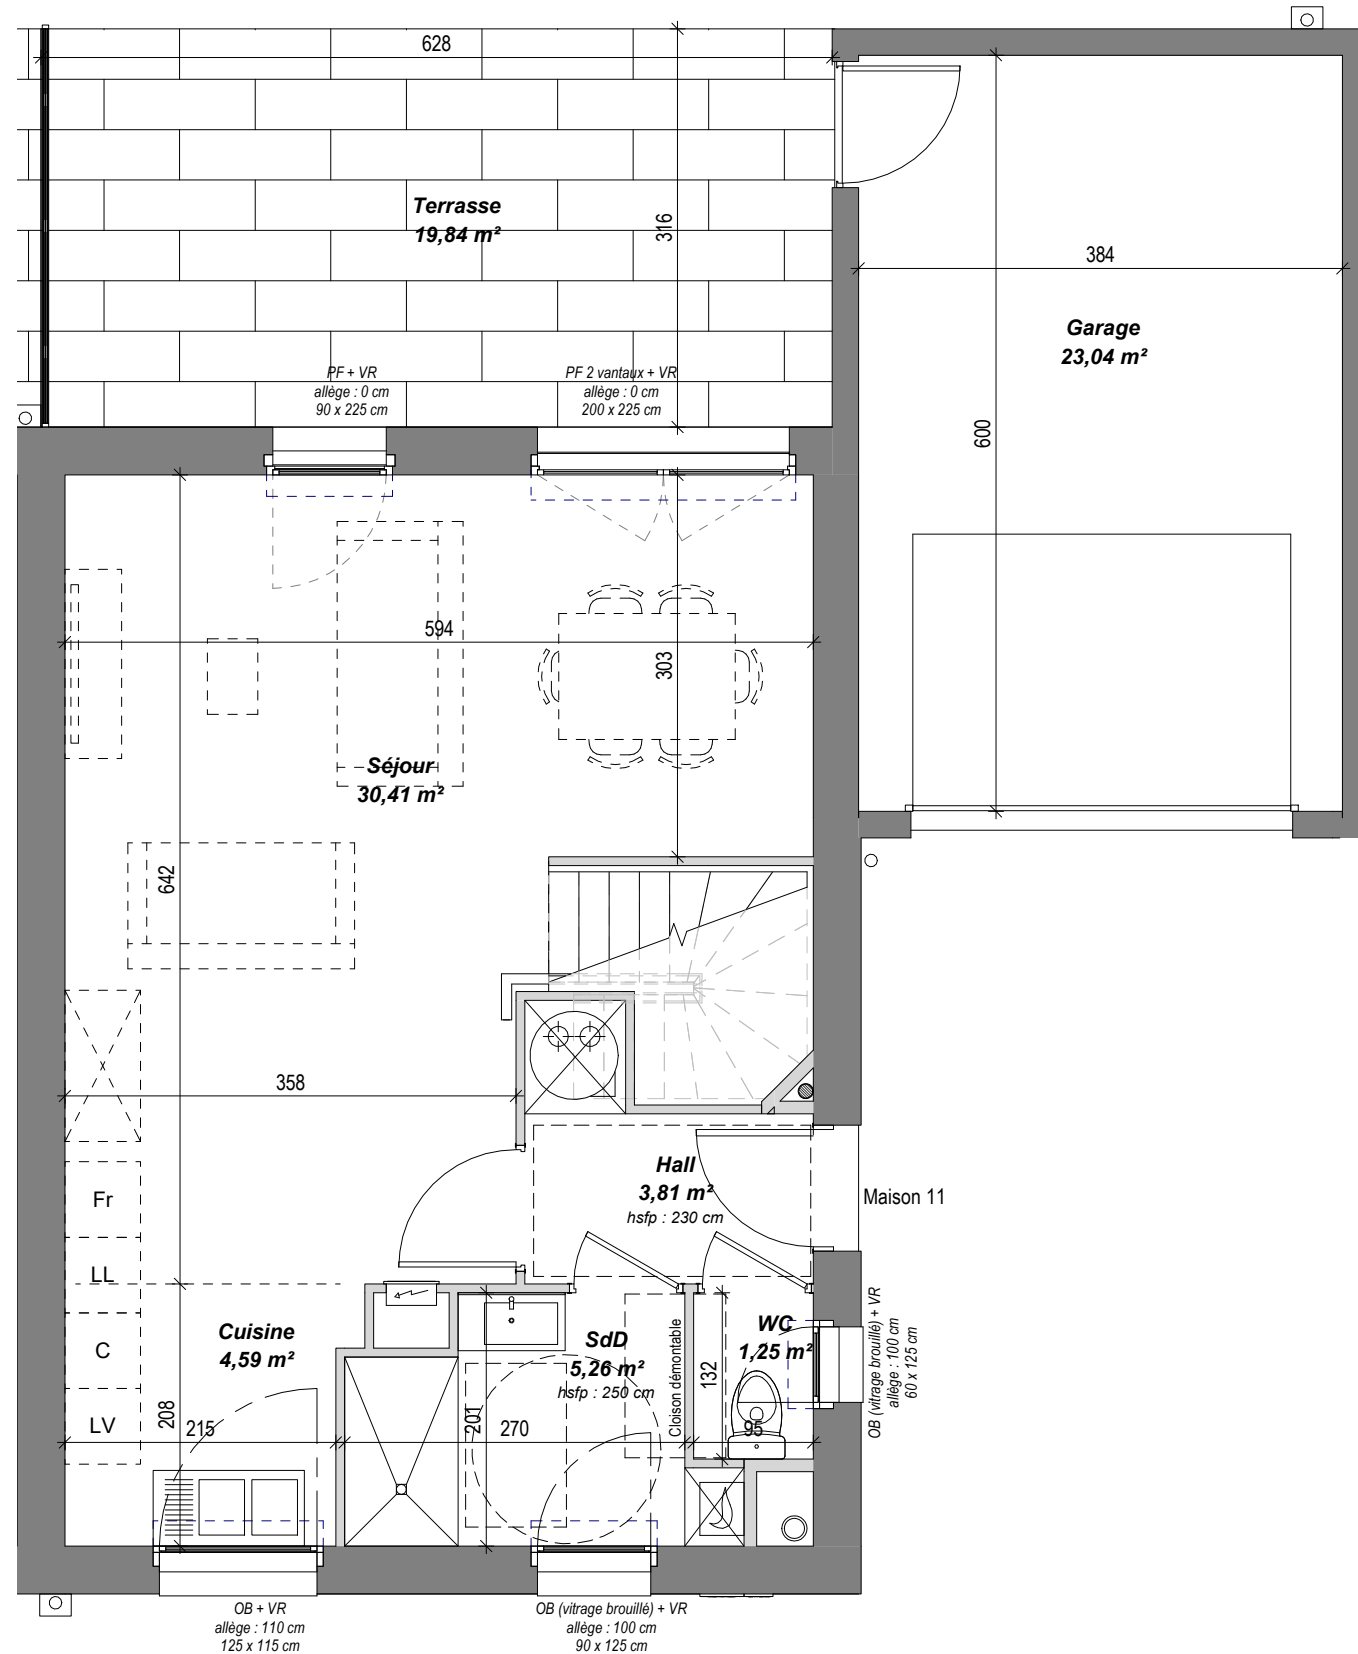 628
Terrasse
19,84 m²
316
384
Garage
23,04 m²
PF + VR
allège : 0 cm
90 x 225 cm
PF 2 vantaux + VR
allège : 0 cm
200 x 225 cm
600
594
303
Séjour
30,41 m²
642
358
Hall
3,81 m²
hsfp : 230 cm
Maison 11
Fr
LL
C
LV
Cuisine
4,59 m²
SdD
5,26 m²
hsfp : 250 cm
Cloison démontable
WC
1,25 m²
132
OB (vitrage brouillé) + VR
allège : 100 cm
60 x 125 cm
208
215
201
270
95
OB + VR
allège : 110 cm
125 x 115 cm
OB (vitrage brouillé) + VR
allège : 100 cm
90 x 125 cm